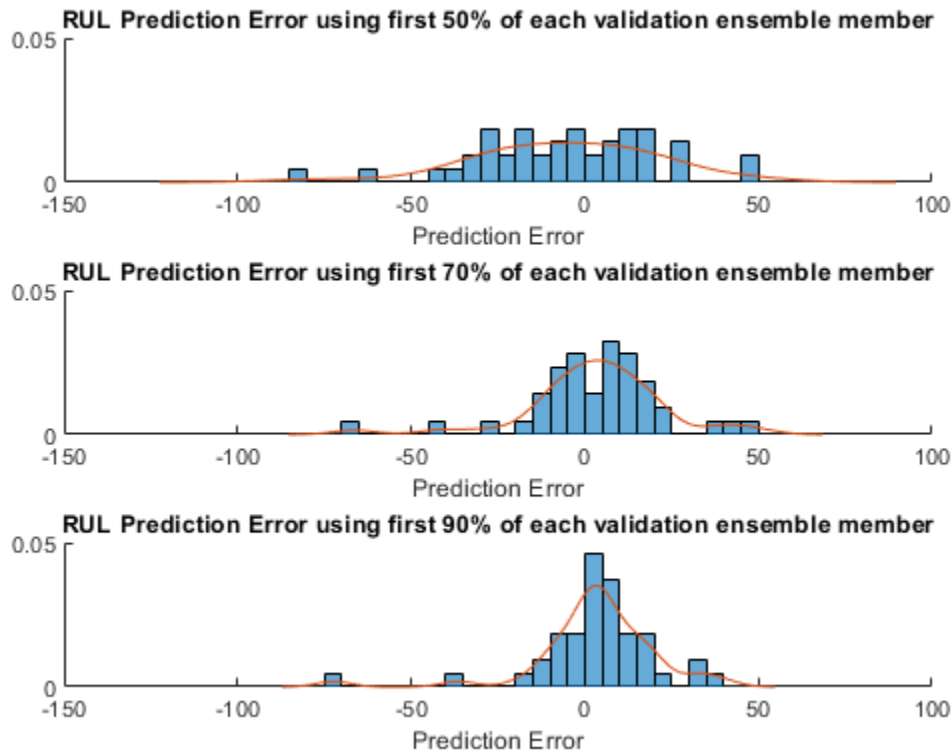 RUL Prediction Error using first 50% of each validation ensemble member
0.05
0
-150 -100 -50 0 50 100
Prediction Error
RUL Prediction Error using first 70% of each validation ensemble member
0.05
0
-150 -100 -50 0 50 100
Prediction Error
RUL Prediction Error using first 90% of each validation ensemble member
0.05
0
-150 -100 -50 0 50 100
Prediction Error